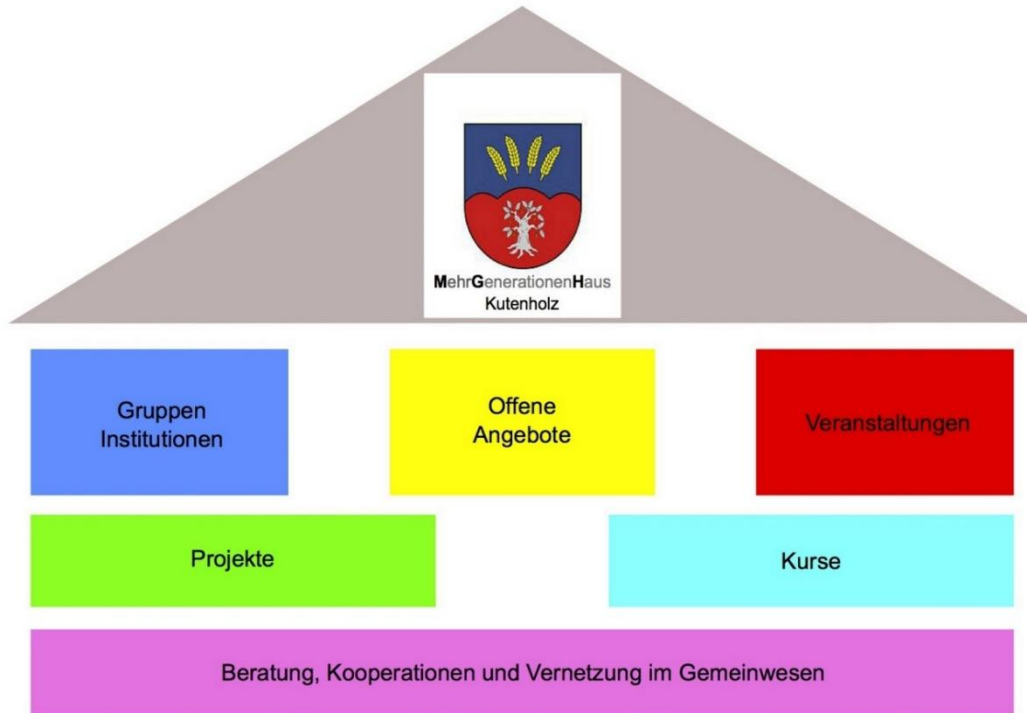 MehrGenerationenHaus
Kutenholz
Gruppen
Institutionen
Offene
Angebote
Veranstaltungen
Projekte
Kurse
Beratung, Kooperationen und Vernetzung im Gemeinwesen